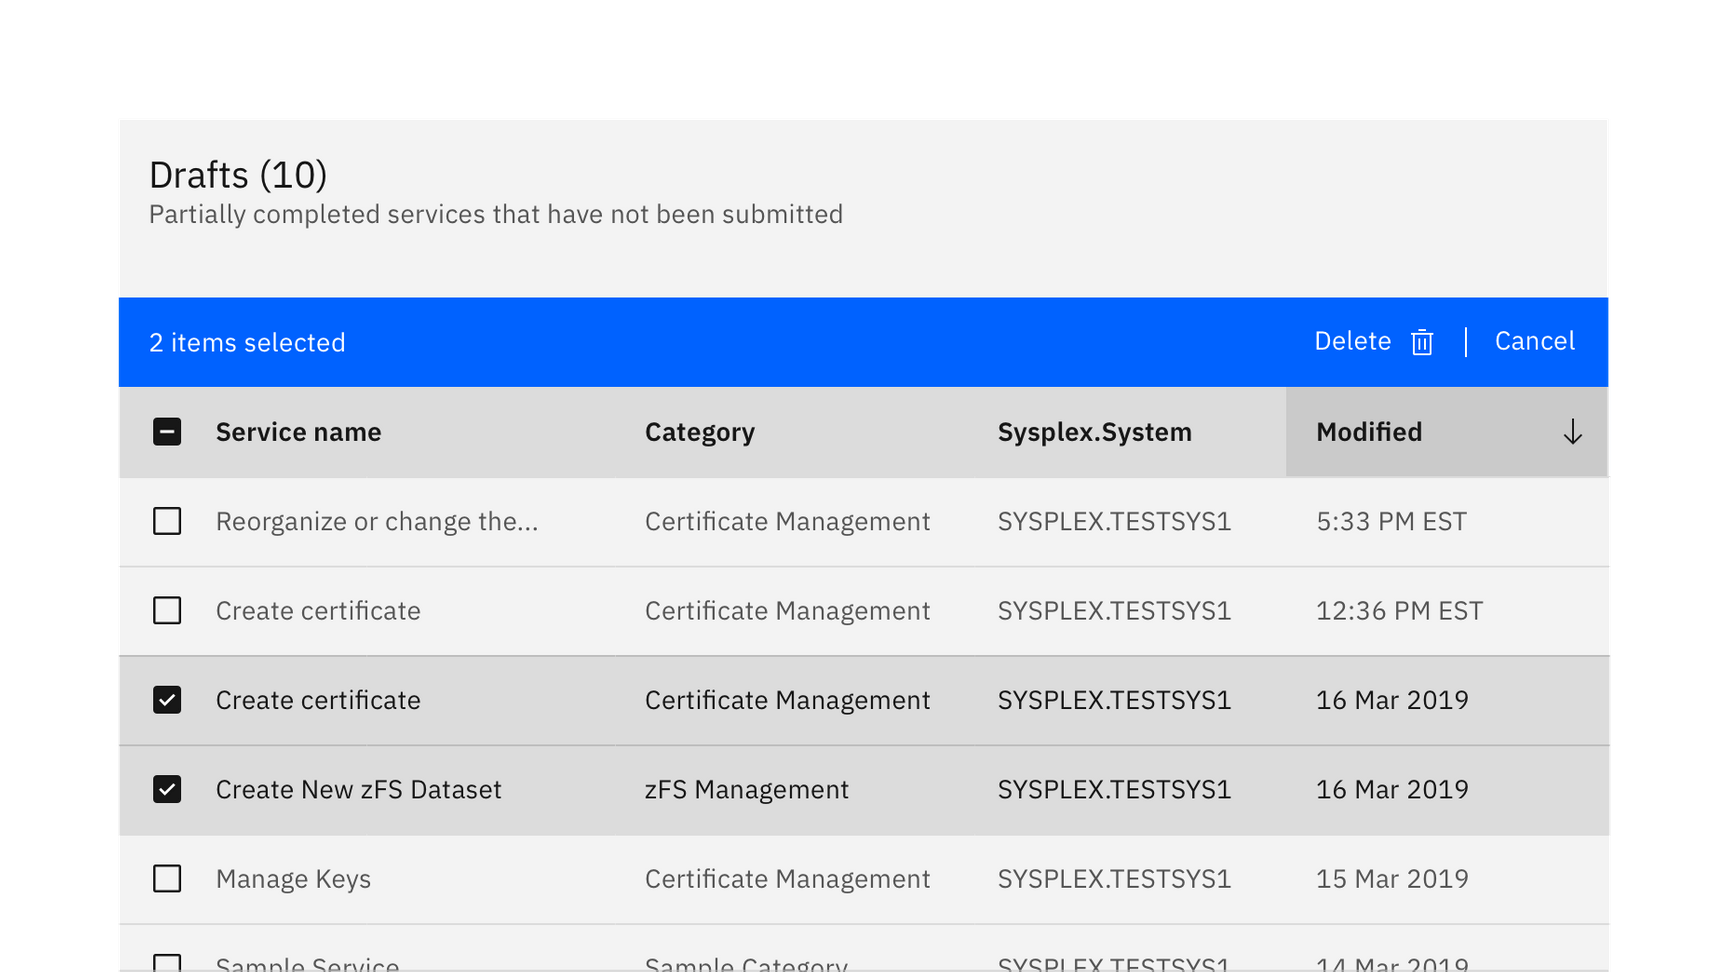 Drafts (10)
Partially completed services that have not been submitted
2 items selected Delete Cancel
Service name Category Sysplex.System Modified
Reorganize or change the... Certificate Management SYSPLEX.TESTSYS1 5:33 PM EST
Create certificate Certificate Management SYSPLEX.TESTSYS1 12:36 PM EST
Create certificate Certificate Management SYSPLEX.TESTSYS1 16 Mar 2019
Create New zFS Dataset zFS Management SYSPLEX.TESTSYS1 16 Mar 2019
Manage Keys Certificate Management SYSPLEX.TESTSYS1 15 Mar 2019
Sample Service Sample Category SYSPLEX.TESTSYS1 14 Mar 2019